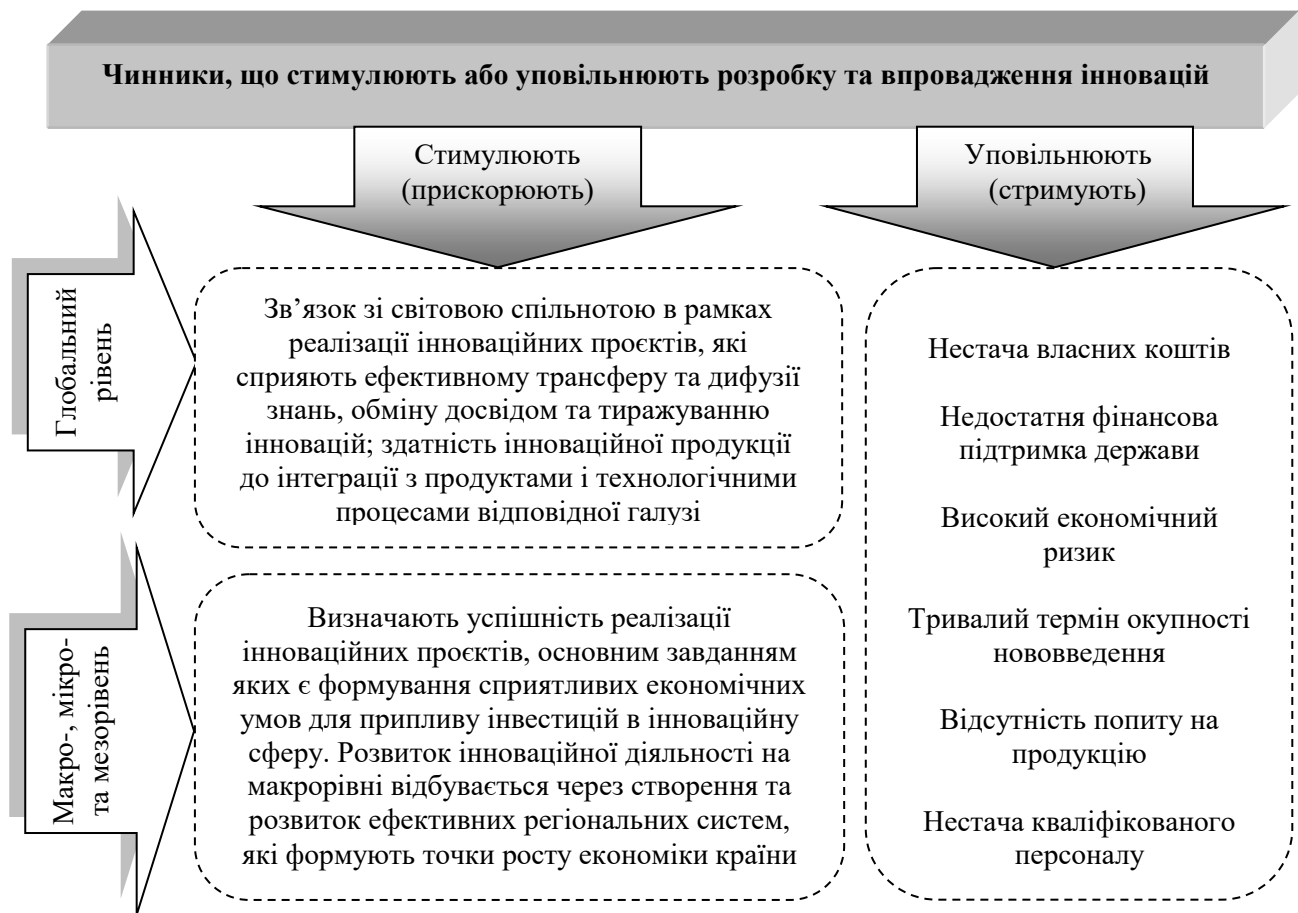 Чинники, що стимулюють або уповільнюють розробку та впровадження інновацій
Стимулюють
(прискорюють)
Уповільнюють
(стримують)
Глобальний
рівень
Зв’язок зі світовою спільнотою в рамках
реалізації інноваційних проєктів, які
сприяють ефективному трансферу та дифузії
знань, обміну досвідом та тиражуванню
інновацій; здатність інноваційної продукції
до інтеграції з продуктами і технологічними
процесами відповідної галузі
Макро-, мікро-
та мезорівень
Визначають успішність реалізації
інноваційних проєктів, основним завданням
яких є формування сприятливих економічних
умов для припливу інвестицій в інноваційну
сферу. Розвиток інноваційної діяльності на
макрорівні відбувається через створення та
розвиток ефективних регіональних систем,
які формують точки росту економіки країни
Нестача власних коштів
Недостатня фінансова
підтримка держави
Високий економічний
ризик
Тривалий термін окупності
нововведення
Відсутність попиту на
продукцію
Нестача кваліфікованого
персоналу